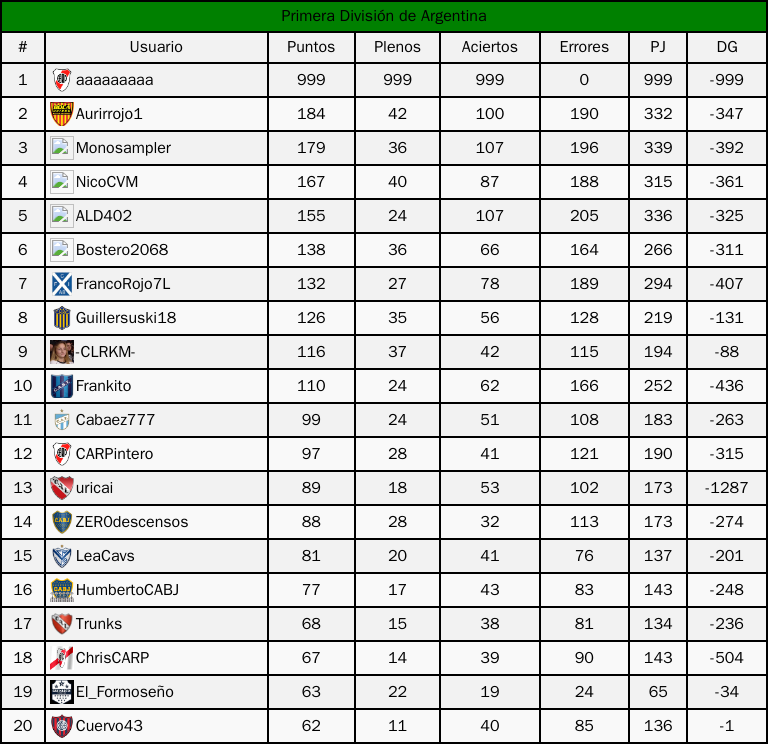 Primera División de Argentina
# Usuario Puntos Plenos Aciertos Errores PJ DG
1 aaaaaaaaa 999 999 999 0 999 -999
2 Aurirrojo1 184 42 100 190 332 -347
3 Monosampler 179 36 107 196 339 -392
4 NicoCVM 167 40 87 188 315 -361
5 ALD402 155 24 107 205 336 -325
6 Bostero2068 138 36 66 164 266 -311
7 FrancoRojo7L 132 27 78 189 294 -407
8 Guillersuski18 126 35 56 128 219 -131
9 -CLRKM- 116 37 42 115 194 -88
10 Frankito 110 24 62 166 252 -436
11 Cabaez777 99 24 51 108 183 -263
12 CARPintero 97 28 41 121 190 -315
13 uricai 89 18 53 102 173 -1287
14 ZEROdescensos 88 28 32 113 173 -274
15 LeaCavs 81 20 41 76 137 -201
16 HumbertoCABJ 77 17 43 83 143 -248
17 Trunks 68 15 38 81 134 -236
18 ChrisCARP 67 14 39 90 143 -504
19 El_Formoseño 63 22 19 24 65 -34
20 Cuervo43 62 11 40 85 136 -1